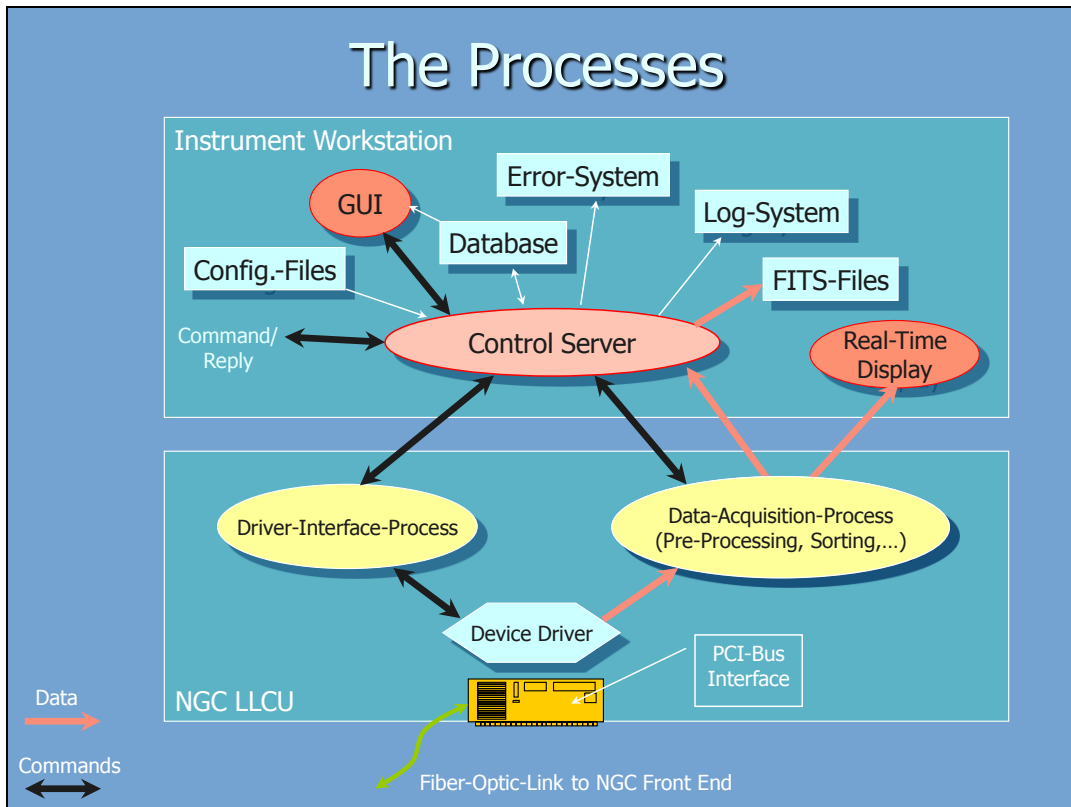 The Processes
Instrument Workstation
Error-System
GUI
Log-System
Database
Config.-Files
FITS-Files
Command/
Reply
Control Server
Real-Time
Display
Driver-Interface-Process
Data-Acquisition-Process
(Pre-Processing, Sorting,...)
Device Driver
PCI-Bus
Interface
NGC LLCU
Data
Commands
Fiber-Optic-Link to NGC Front End